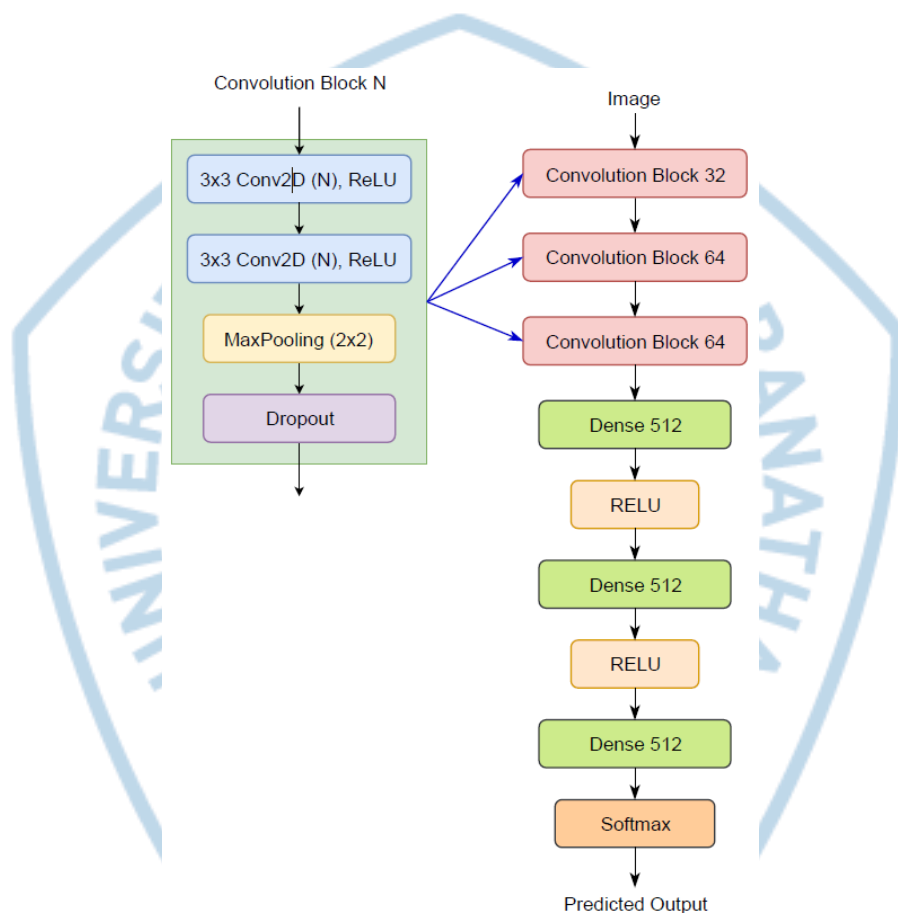 Convolution Block N
3x3 Conv2D (N), ReLU
3x3 Conv2D (N), ReLU
MaxPooling (2x2)
Dropout
Image
Convolution Block 32
Convolution Block 64
Convolution Block 64
Dense 512
RELU
Dense 512
RELU
Dense 512
Softmax
Predicted Output